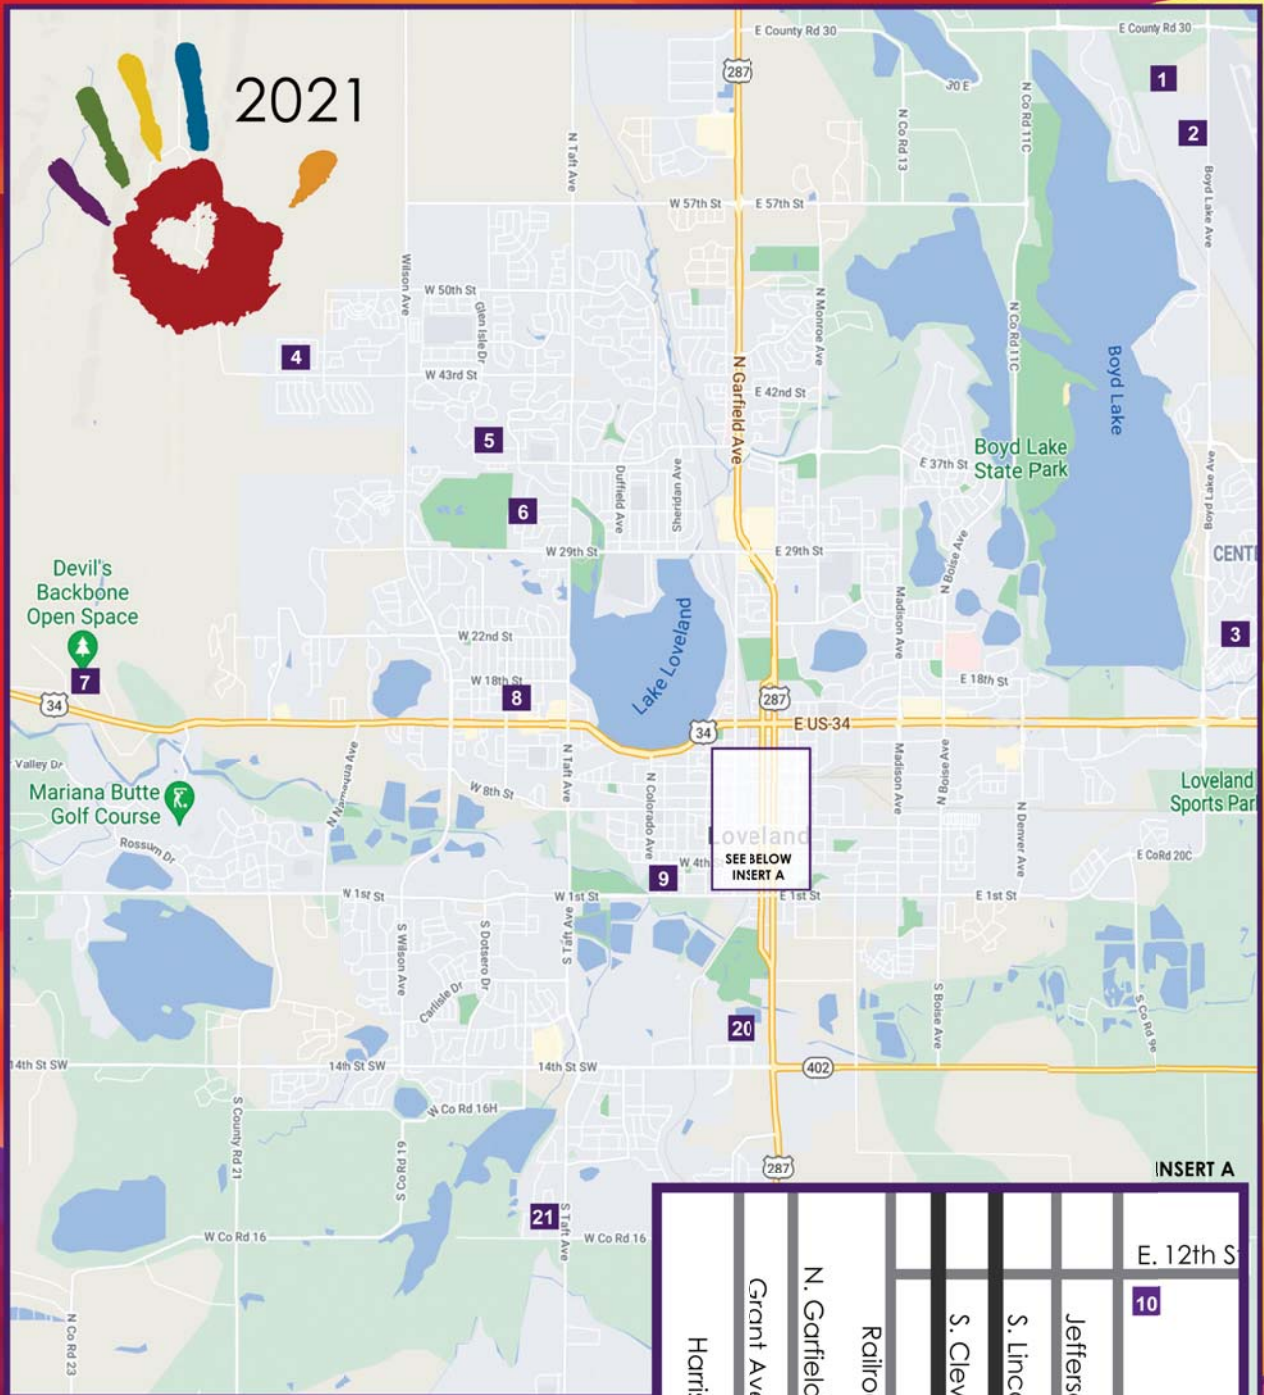 2021
E County Rd 30
E County Rd 30
287
1
30 E
2
N Co Rd 13
N Co Rd 11C
N Taft Ave
Boyd Lake Ave
W 57th St
E 57th St
Wilson Ave
W 50th St
Glen Isle Dr
N Monroe Ave
N Co Rd 11C
4
W 43rd St
Boyd Lake
N Garfield Ave
E 42nd St
5
Boyd Lake
State Park
E 37th St
Duffield Ave
Sheridan Ave
Boyd Lake Ave
6
W 29th St
E 29th St
N Boise Ave
Devil's
Backbone
Open Space
Madison Ave
Lake Loveland
W 22nd St
3
7
W 18th St
E 18th St
8
34
287
34
E US-34
Valley Dr
N Namaqua Ave
N Taft Ave
N Colorado Ave
Madison Ave
N Boise Ave
Mariana Butte
Golf Course
W 8th St
Loveland
N Denver Ave
Loveland
Rossum Dr
SEE BELOW
INSERT A
W 4th
E CoRd 20C
9
W 1st St
W 1st St
E 1st St
E 1st St
S Taft Ave
S Wilson Ave
S Dotsero Dr
Carlisle Dr
S Boise Ave
S Co Rd 9e
20
14th St SW
14th St SW
14th St SW
402
W Co Rd 16H
S County Rd 21
S Co Rd 19
287
INSERT A
21
S Taft Ave
W Co Rd 16
W Co Rd 16
N Co Rd 23
E. 12th S
10
Grant Ave
N. Garfield